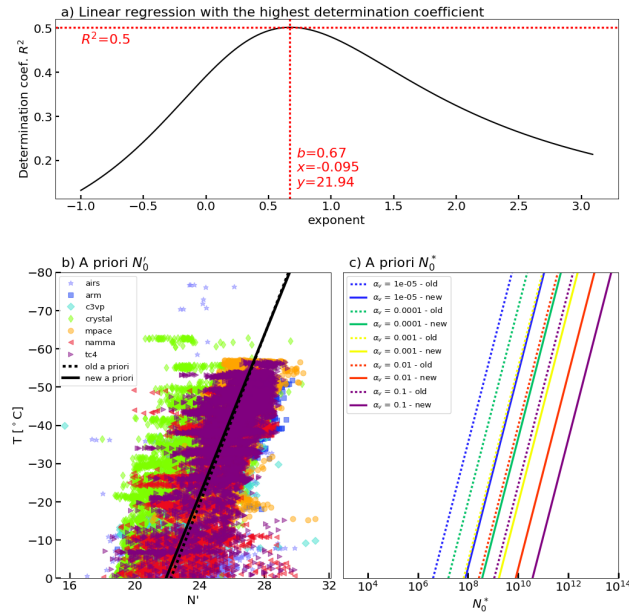 a) Linear regression with the highest determination coefficient
Determination coef. R²
0.5
0.4
0.3
0.2
R²=0.5
b=0.67
x=-0.095
y=21.94
−1.0 −0.5 0.0 0.5 1.0 1.5 2.0 2.5 3.0
exponent
b) A priori N₀′
T [°C]
−80
−70
−60
−50
−40
−30
−20
−10
0
airs
arm
c3vp
crystal
mpace
namma
tc4
old a priori
new a priori
16 20 24 28 32
N'
c) A priori N₀*
αᵥ = 1e-05 - old
αᵥ = 1e-05 - new
αᵥ = 0.0001 - old
αᵥ = 0.0001 - new
αᵥ = 0.001 - old
αᵥ = 0.001 - new
αᵥ = 0.01 - old
αᵥ = 0.01 - new
αᵥ = 0.1 - old
αᵥ = 0.1 - new
10⁴ 10⁶ 10⁸ 10¹⁰ 10¹² 10¹⁴
N₀*